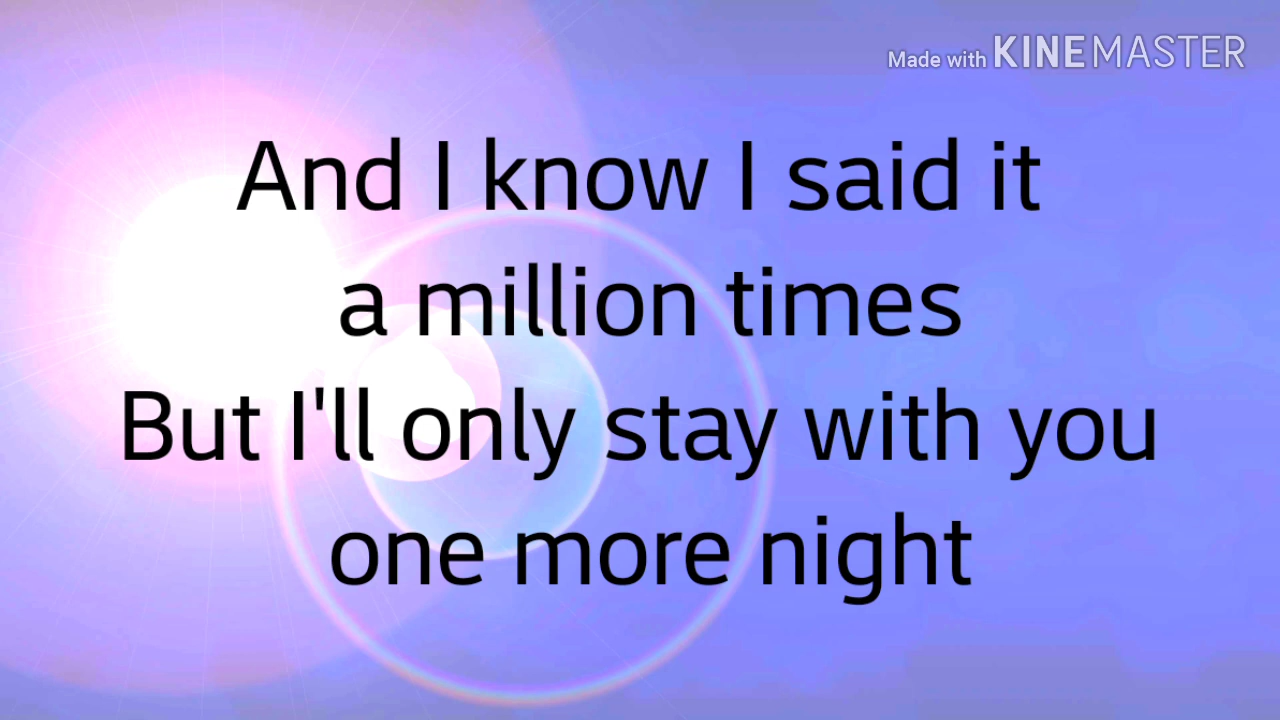 Made with KINEMASTER
And I know I said it
a million times
But I'll only stay with you
one more night